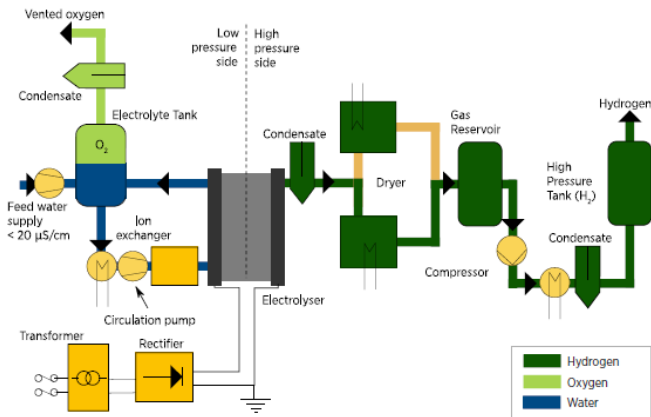 Vented oxygen
Low
pressure
side
High
pressure
side
Condensate
Electrolyte Tank
O₂
Feed water
supply
< 20 µS/cm
Ion
exchanger
Circulation pump
Electrolyser
Transformer
Rectifier
Condensate
Dryer
Gas
Reservoir
Compressor
Hydrogen
High
Pressure
Tank (H₂)
Condensate
Hydrogen
Oxygen
Water